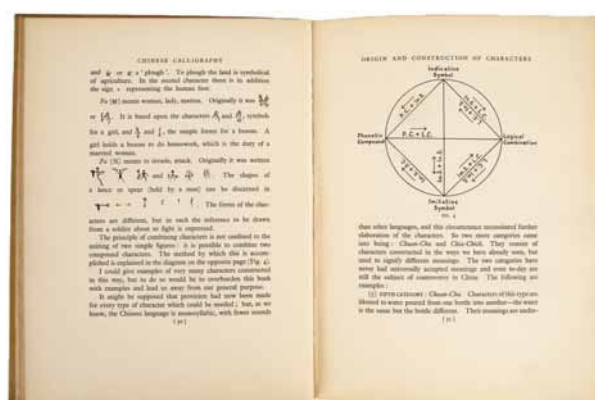 CHINESE CALLIGRAPHY
and or a 'plough'. To plough the land is symbolical
of agriculture. In the second character there is in addition
the sign representing the human foot.
Fu [婦] means woman, lady, matron. Originally it was
or . It is based upon the characters and , symbols
for a girl, and and , the simple forms for a broom. A
girl holds a broom to do housework, which is the duty of a
married woman.
Fa [伐] means to invade, attack. Originally it was written
and . The shapes of
a lance or spear (held by a man) can be discerned in
. The forms of the char-
acters are different, but in each the inference to be drawn
from a soldier about to fight is expressed.
The principle of combining characters is not confined to the
uniting of two simple figures: it is possible to combine two
compound characters. The method by which this is accom-
plished is explained in the diagram on the opposite page (Fig. 4).
I could give examples of very many characters constructed
in this way, but to do so would be to overburden this book
with examples and lead us away from our general purpose.
It might be supposed that provision had now been made
for every type of character which could be needed; but, as we
know, the Chinese language is monosyllabic, with fewer sounds
ORIGIN AND CONSTRUCTION OF CHARACTERS
Indicative
Symbol
Phonetic
Compound
P.C. + L.C.
Logical
Combination
Imitative
Symbol
FIG. 4
than other languages, and this circumstance necessitated further
elaboration of the characters. So two more categories came
into being: Chuan-Chu and Chia-Chieh. They consist of
characters constructed in the ways we have already seen, but
used to signify different meanings. The two categories have
never had universally accepted meanings and even to-day are
still the subject of controversy in China. The following are
examples:
(5) FIFTH CATEGORY: Chuan-Chu. Characters of this type are
likened to water poured from one bottle into another—the water
is the same but the bottle different. Their meanings are under-